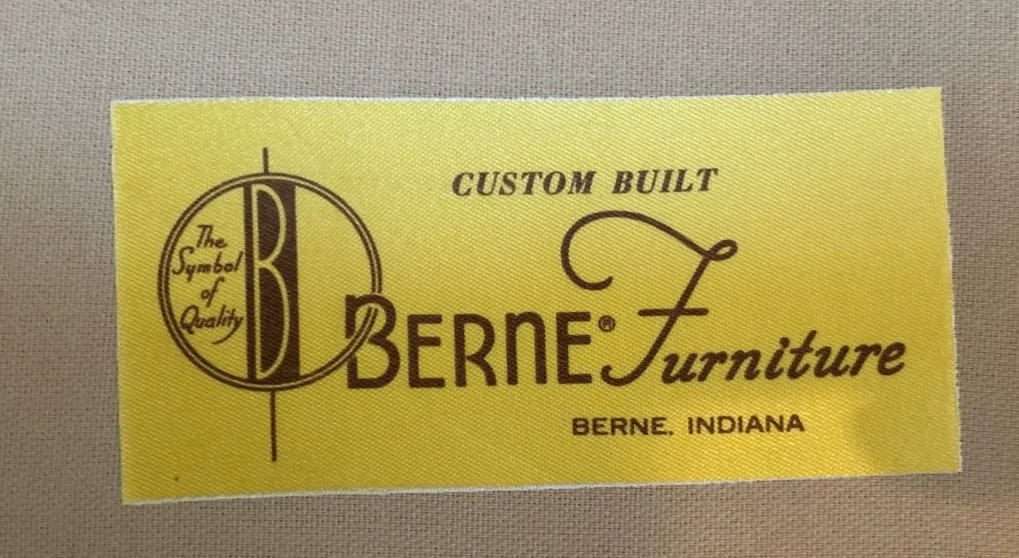 The
Symbol
of
Quality
B
CUSTOM BUILT
BERNE® Furniture
BERNE, INDIANA